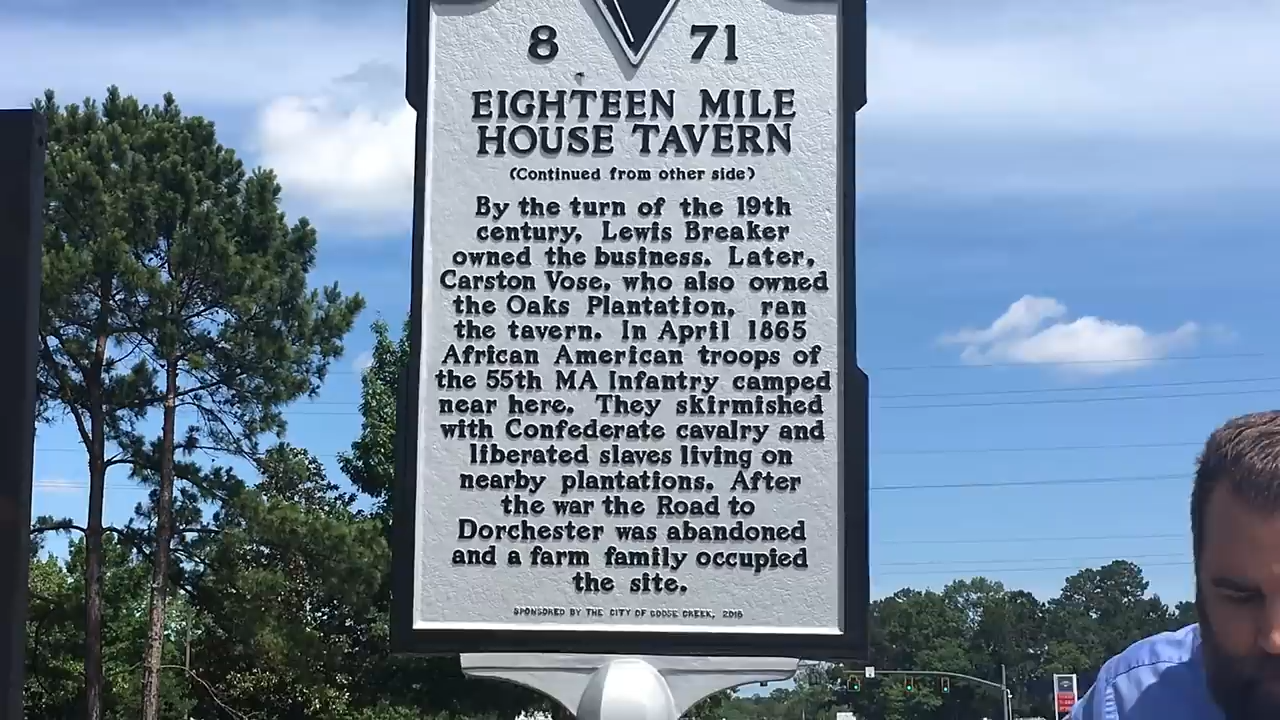 8 71
EIGHTEEN MILE
HOUSE TAVERN
(Continued from other side)
By the turn of the 19th
century, Lewis Breaker
owned the business. Later,
Carston Vose, who also owned
the Oaks Plantation, ran
the tavern. In April 1865
African American troops of
the 55th MA Infantry camped
near here. They skirmished
with Confederate cavalry and
liberated slaves living on
nearby plantations. After
the war the Road to
Dorchester was abandoned
and a farm family occupied
the site.
SPONSORED BY THE CITY OF GOOSE CREEK, 2016